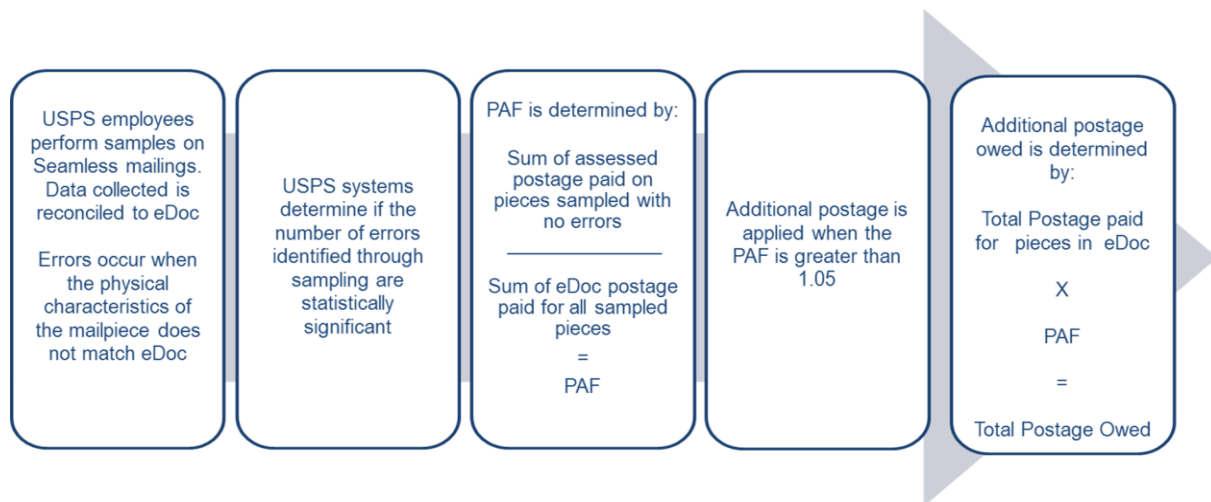 USPS employees
perform samples on
Seamless mailings.
Data collected is
reconciled to eDoc
Errors occur when
the physical
characteristics of
the mailpiece does
not match eDoc
USPS systems
determine if the
number of errors
identified through
sampling are
statistically
significant
PAF is determined by:
Sum of assessed
postage paid on
pieces sampled with
no errors
Sum of eDoc postage
paid for all sampled
pieces
=
PAF
Additional postage is
applied when the
PAF is greater than
1.05
Additional postage
owed is determined
by:
Total Postage paid
for pieces in eDoc
X
PAF
=
Total Postage Owed